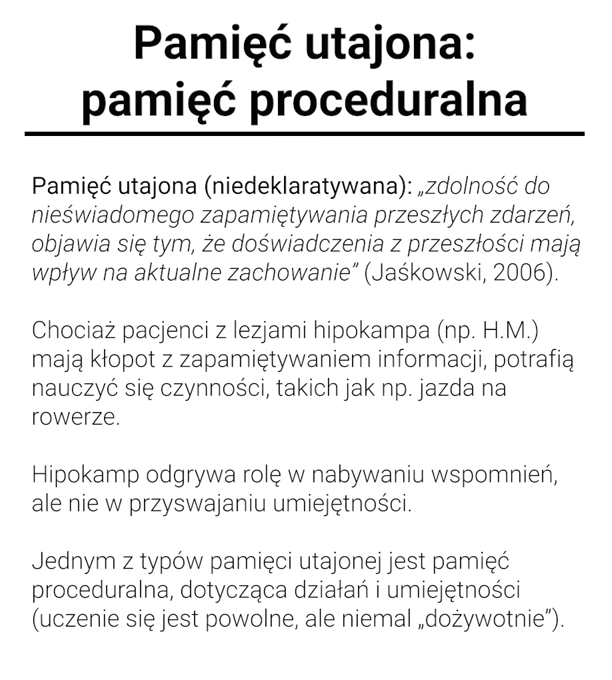 Pamięć utajona:
pamięć proceduralna
Pamięć utajona (niedeklaratywana): „zdolność do
nieświadomego zapamiętywania przeszłych zdarzeń,
objawia się tym, że doświadczenia z przeszłości mają
wpływ na aktualne zachowanie” (Jaśkowski, 2006).
Chociaż pacjenci z lezjami hipokampa (np. H.M.)
mają kłopot z zapamiętywaniem informacji, potrafią
nauczyć się czynności, takich jak np. jazda na
rowerze.
Hipokamp odgrywa rolę w nabywaniu wspomnień,
ale nie w przyswajaniu umiejętności.
Jednym z typów pamięci utajonej jest pamięć
proceduralna, dotycząca działań i umiejętności
(uczenie się jest powolne, ale niemal „dożywotnie”).